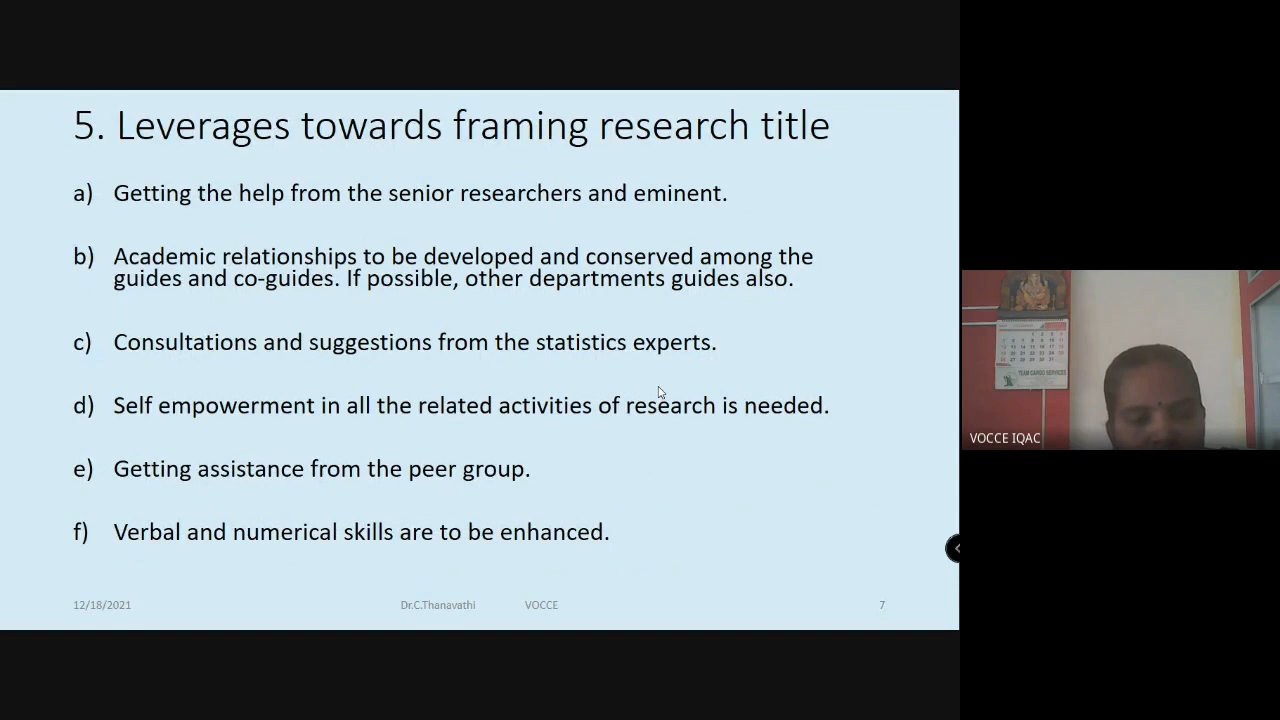 5. Leverages towards framing research title
a) Getting the help from the senior researchers and eminent.
b) Academic relationships to be developed and conserved among the
guides and co-guides. If possible, other departments guides also.
c) Consultations and suggestions from the statistics experts.
d) Self empowerment in all the related activities of research is needed.
e) Getting assistance from the peer group.
f) Verbal and numerical skills are to be enhanced.
12/18/2021 Dr.C.Thanavathi VOCCE 7
TEAM CARGO SERVICES
VOCCE IQAC